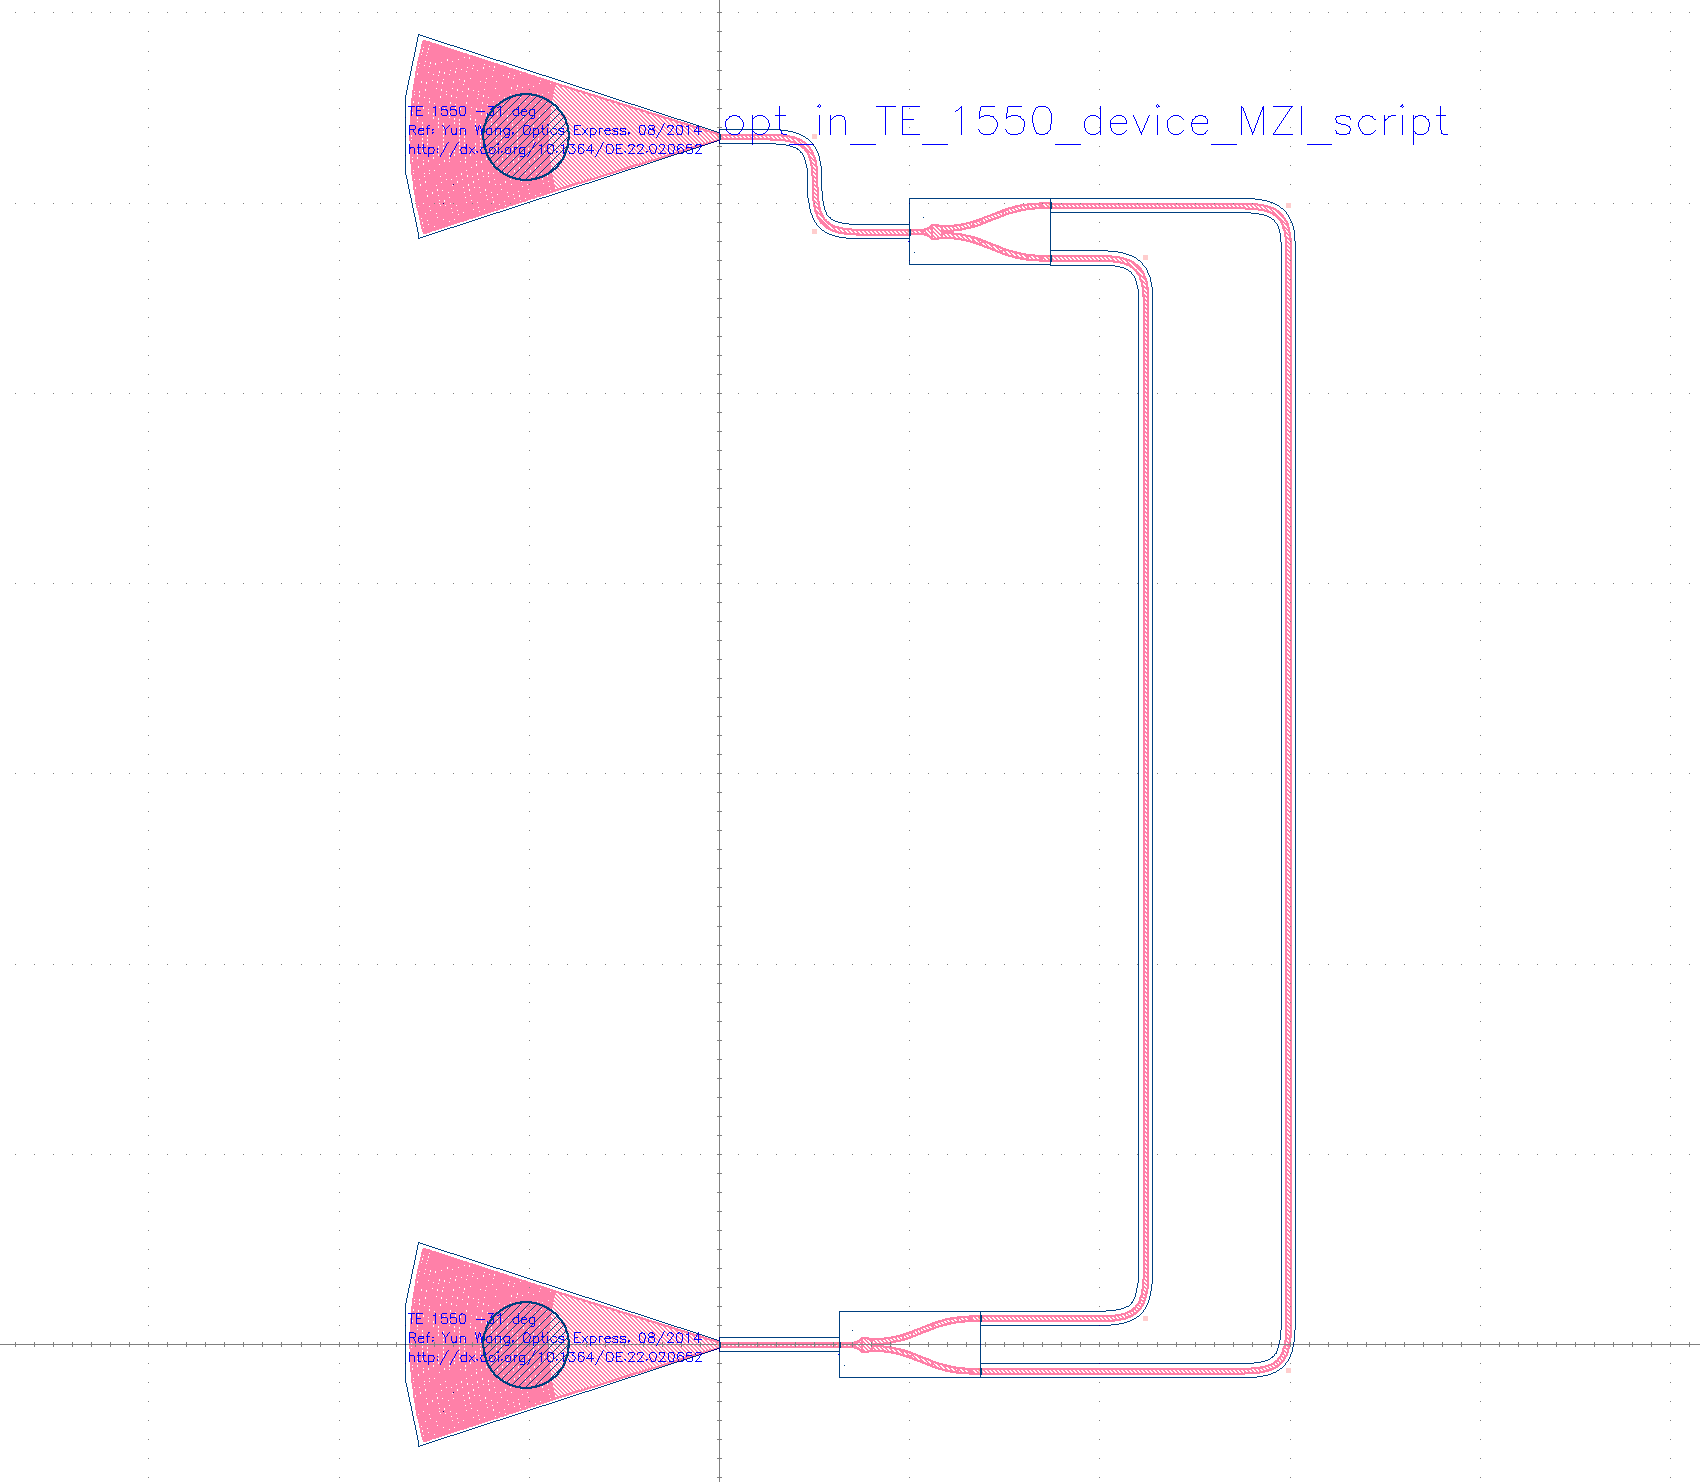 TE 1550 -31 deg
Ref: Yun Wang, Optics Express, 08/2014
http://dx.doi.org/10.1364/OE.22.020652
opt_in_TE_1550_device_MZI_script
TE 1550 -31 deg
Ref: Yun Wang, Optics Express, 08/2014
http://dx.doi.org/10.1364/OE.22.020652